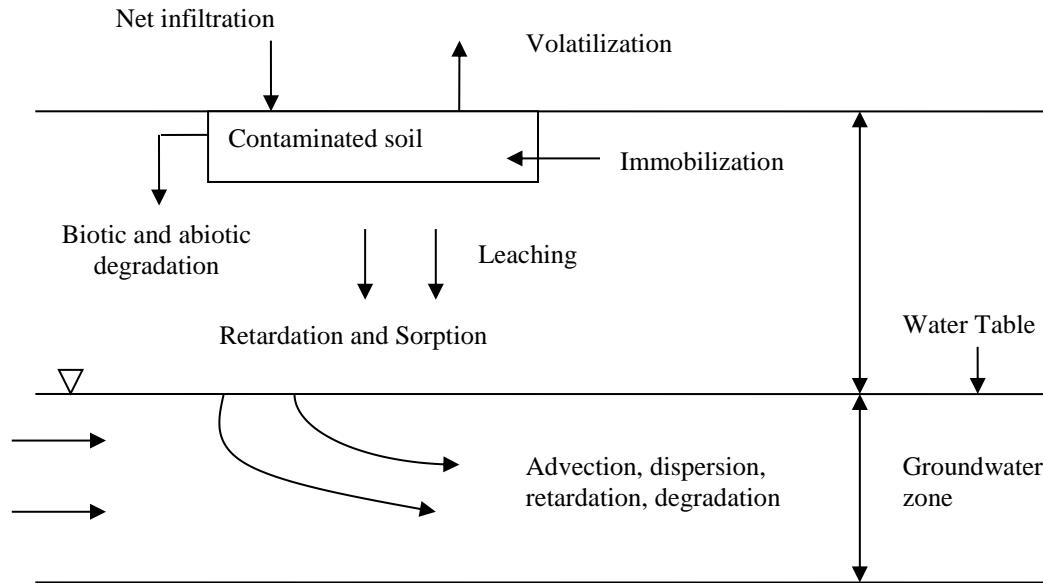 Net infiltration
Volatilization
Contaminated soil
Immobilization
Biotic and abiotic
degradation
Leaching
Retardation and Sorption
Water Table
Advection, dispersion,
retardation, degradation
Groundwater
zone